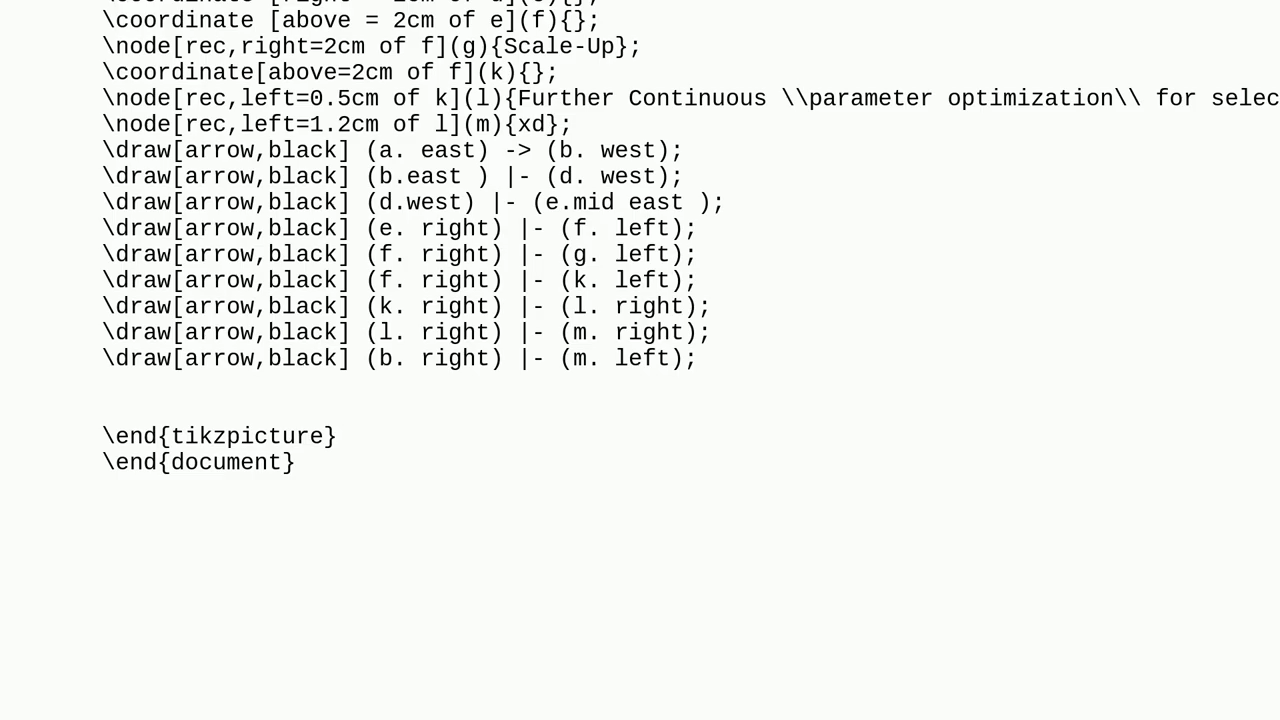 \coordinate [above = 2cm of e](f){};
\node[rec,right=2cm of f](g){Scale-Up};
\coordinate[above=2cm of f](k){};
\node[rec,left=0.5cm of k](l){Further Continuous \\parameter optimization\\ for selec
\node[rec,left=1.2cm of l](m){xd};
\draw[arrow,black] (a. east) -> (b. west);
\draw[arrow,black] (b.east ) |- (d. west);
\draw[arrow,black] (d.west) |- (e.mid east );
\draw[arrow,black] (e. right) |- (f. left);
\draw[arrow,black] (f. right) |- (g. left);
\draw[arrow,black] (f. right) |- (k. left);
\draw[arrow,black] (k. right) |- (l. right);
\draw[arrow,black] (l. right) |- (m. right);
\draw[arrow,black] (b. right) |- (m. left);
\end{tikzpicture}
\end{document}